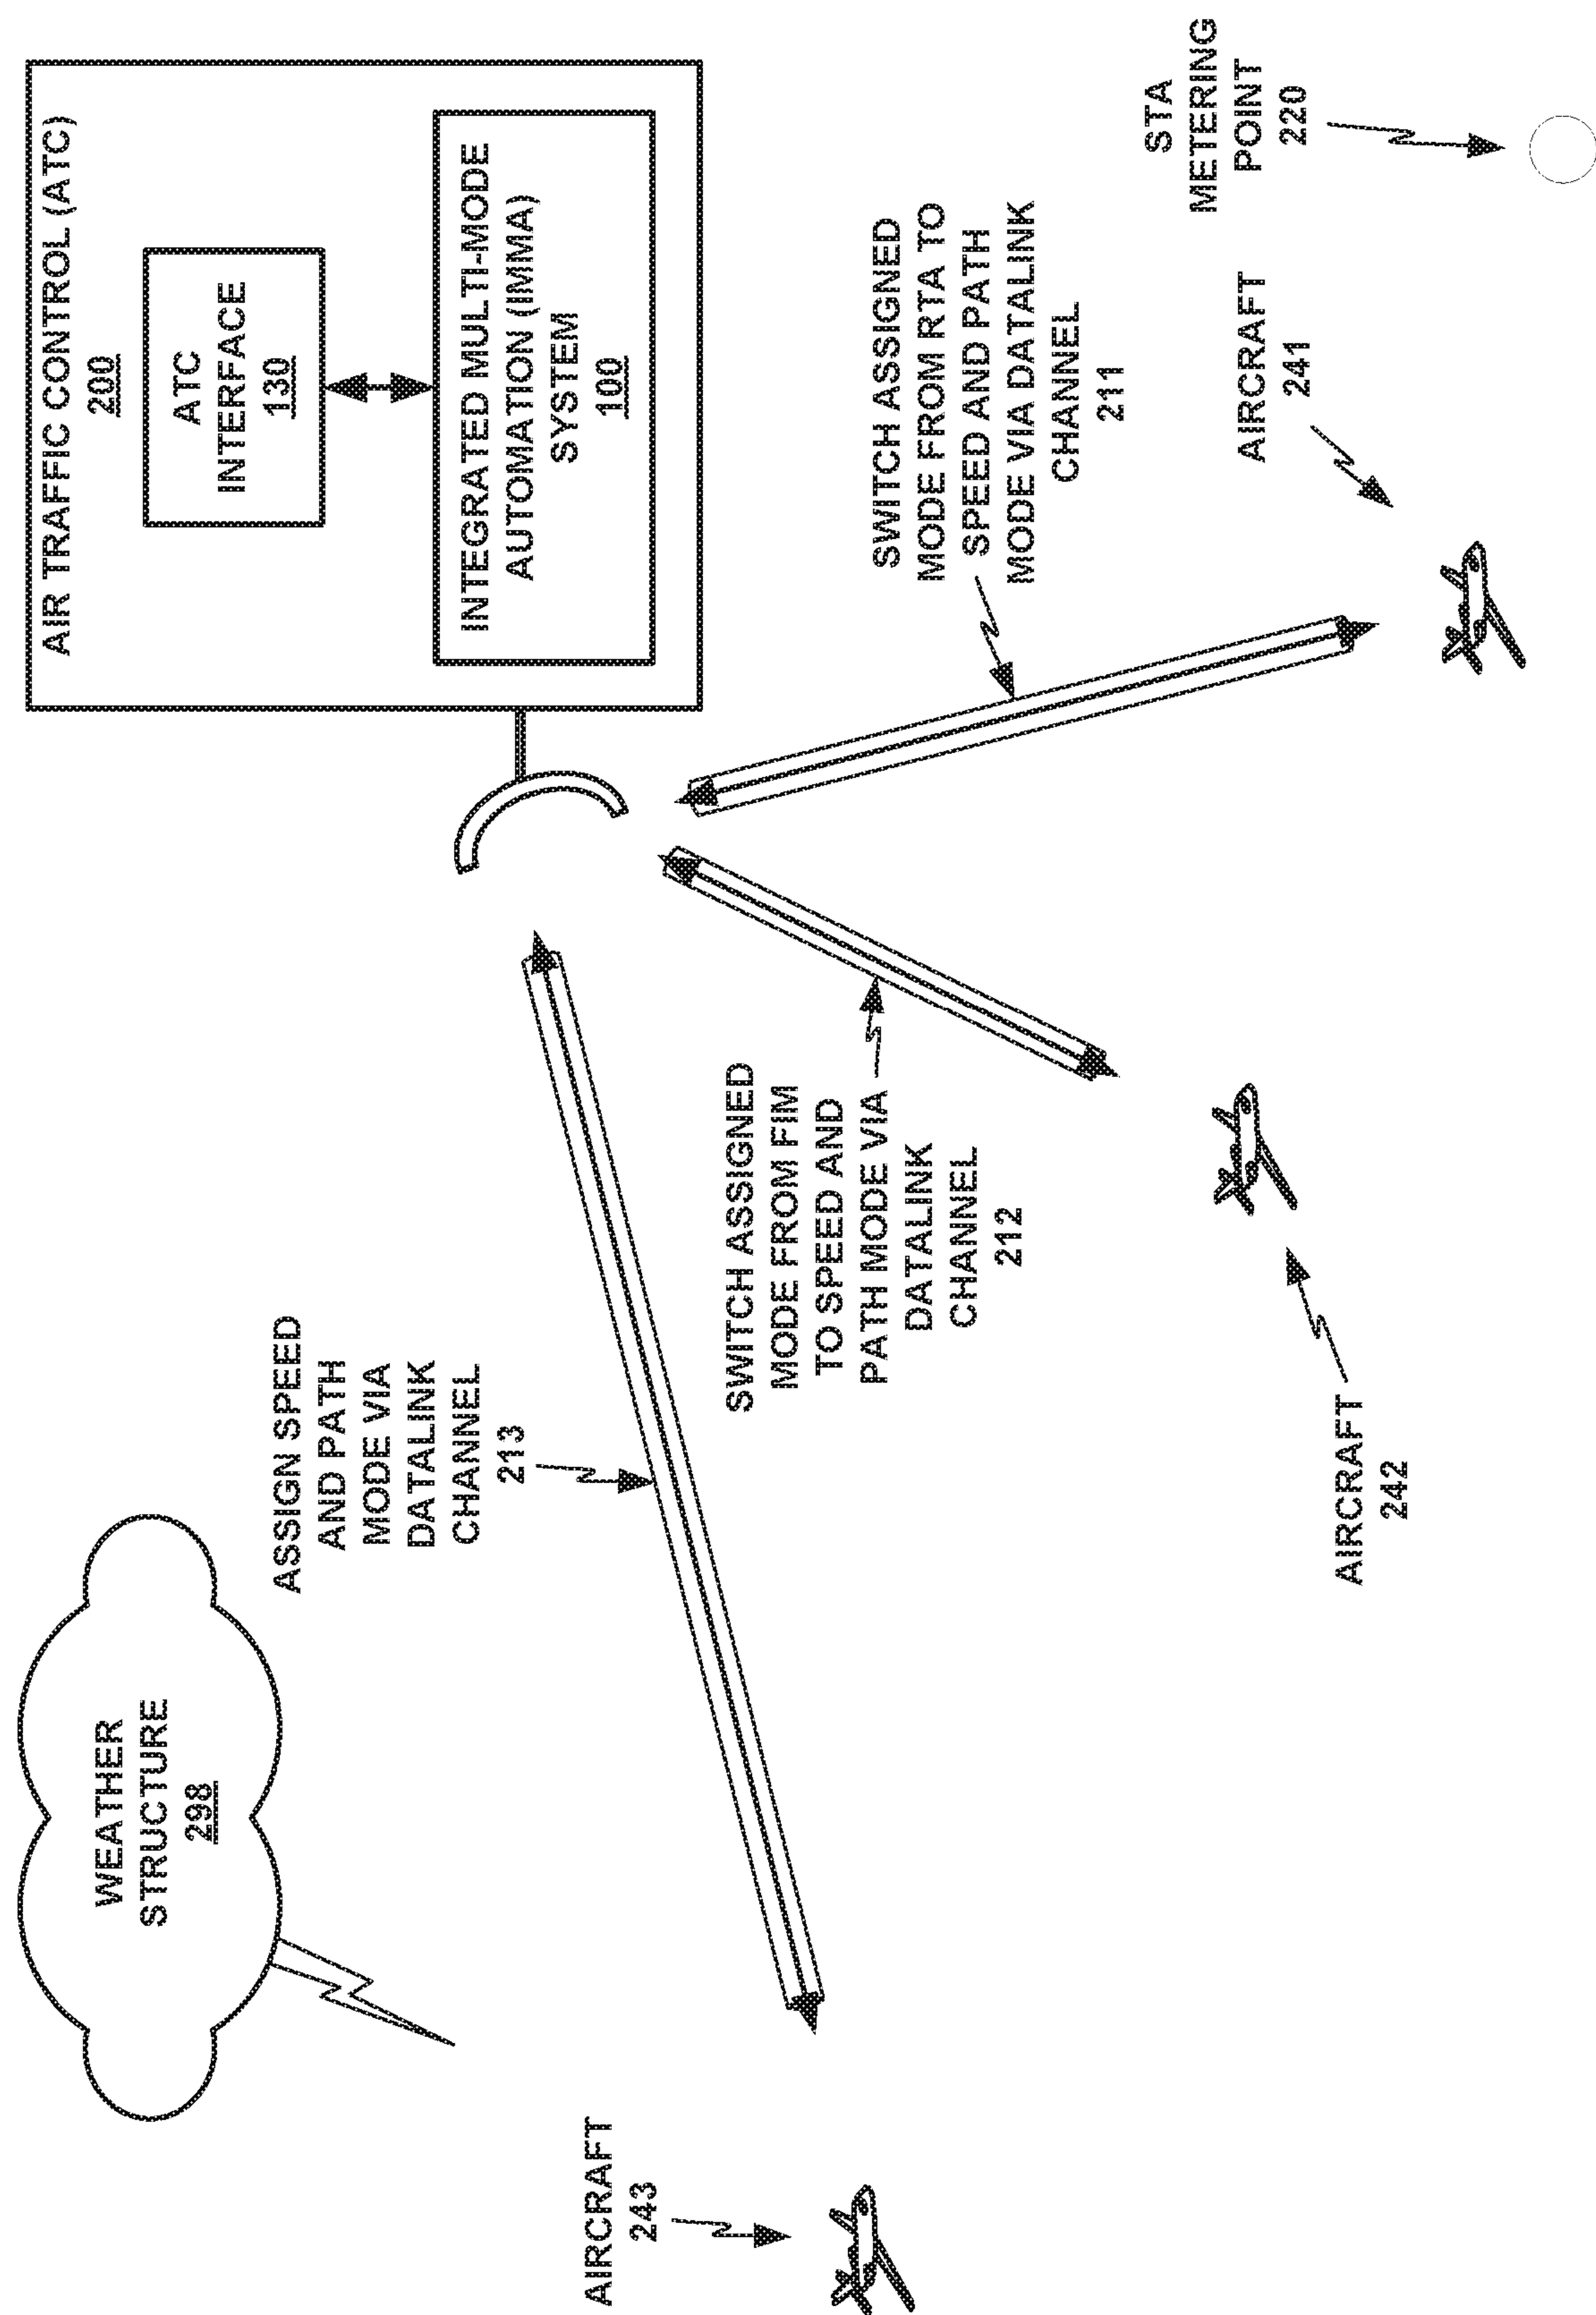 WEATHER
STRUCTURE
298
AIR TRAFFIC CONTROL (ATC)
200
ATC
INTERFACE
130
INTEGRATED MULTI-MODE
AUTOMATION (IMMA)
SYSTEM
100
ASSIGN SPEED
AND PATH
MODE VIA
DATALINK
CHANNEL
213
AIRCRAFT
243
SWITCH ASSIGNED
MODE FROM FIM
TO SPEED AND
PATH MODE VIA
DATALINK
CHANNEL
212
SWITCH ASSIGNED
MODE FROM RTA TO
SPEED AND PATH
MODE VIA DATALINK
CHANNEL
211
STA
METERING
POINT
220
AIRCRAFT
241
AIRCRAFT
242